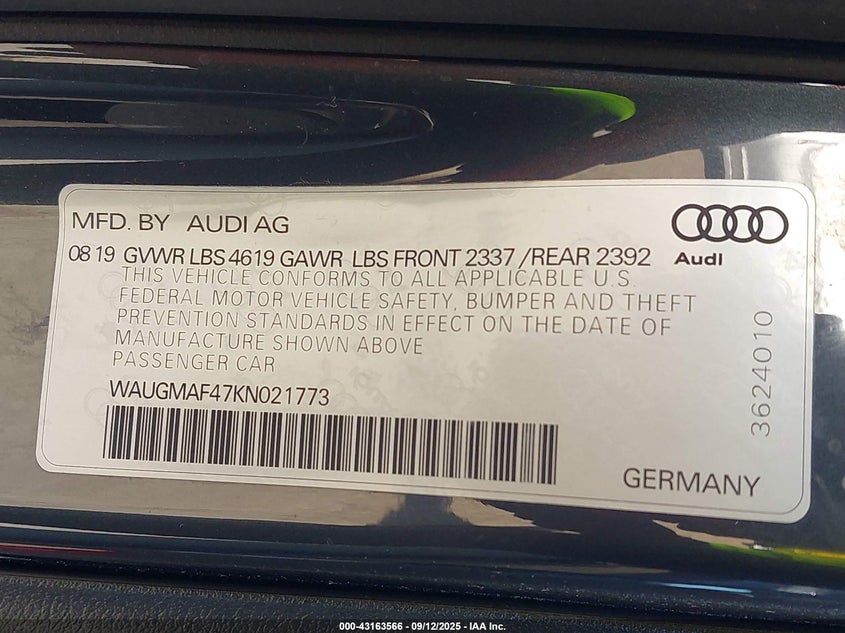 MFD. BY AUDI AG
08 19 GVWR LBS 4619 GAWR LBS FRONT 2337 /REAR 2392
Audi
THIS VEHICLE CONFORMS TO ALL APPLICABLE U.S.
FEDERAL MOTOR VEHICLE SAFETY, BUMPER AND THEFT
PREVENTION STANDARDS IN EFFECT ON THE DATE OF
MANUFACTURE SHOWN ABOVE
PASSENGER CAR
WAUGMAF47KN021773
3624010
GERMANY
000-43163566 - 09/12/2025 - IAA Inc.